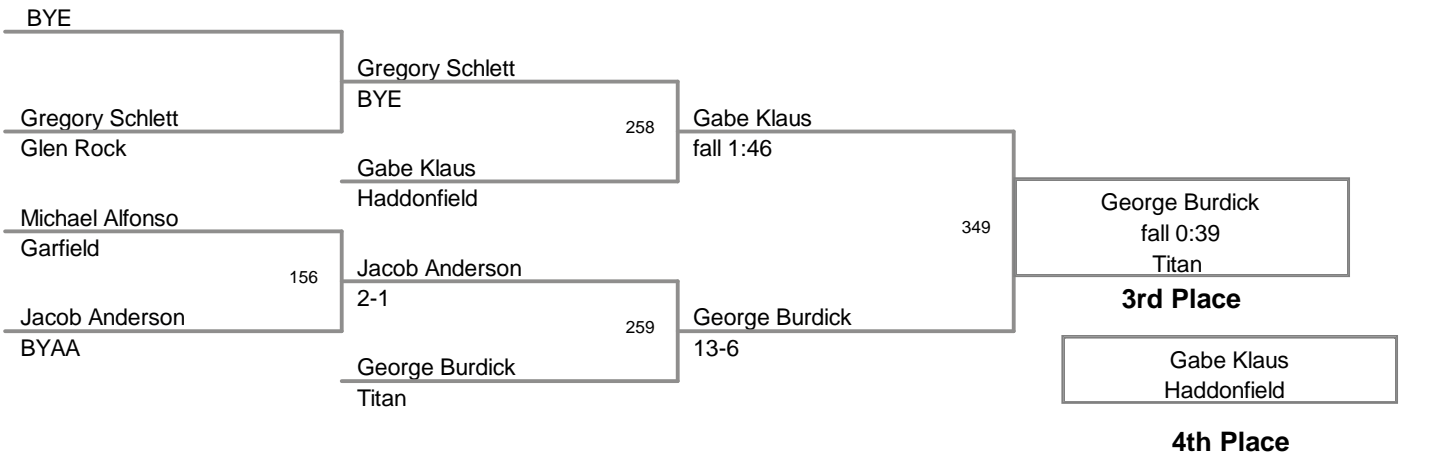 BYE
Gregory Schlett
BYE
Gregory Schlett
Glen Rock
258
Gabe Klaus
fall 1:46
Gabe Klaus
Haddonfield
Michael Alfonso
Garfield
156
Jacob Anderson
2-1
Jacob Anderson
BYAA
259
George Burdick
13-6
George Burdick
Titan
349
George Burdick
fall 0:39
Titan
3rd Place
Gabe Klaus
Haddonfield
4th Place